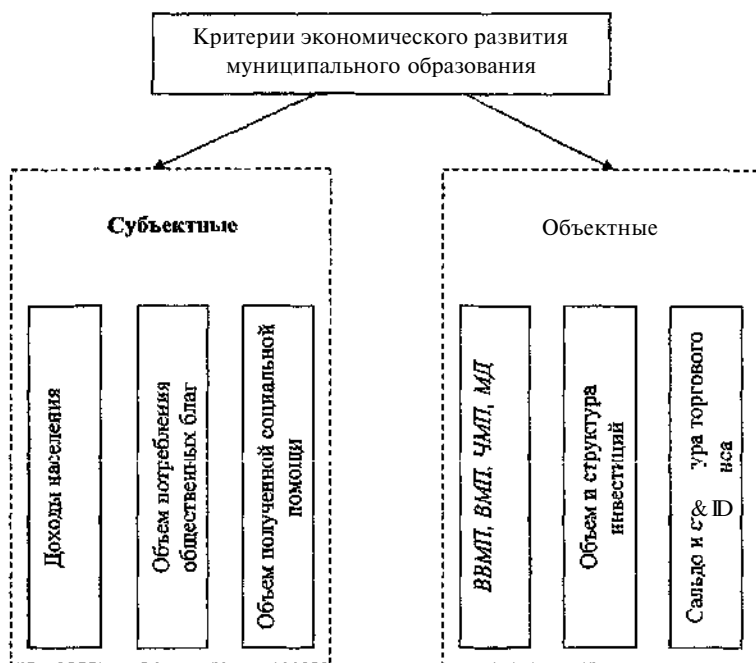 Критерии экономического развития
муниципального образования
Субъектные
Доходы населения
Объем потребления
общественных благ
Объем полученной социальной
помощи
Объектные
ВВМП, ВМП, ЧМП, МД
Объем и структура
инвестиций
Сальдо и ура торгового